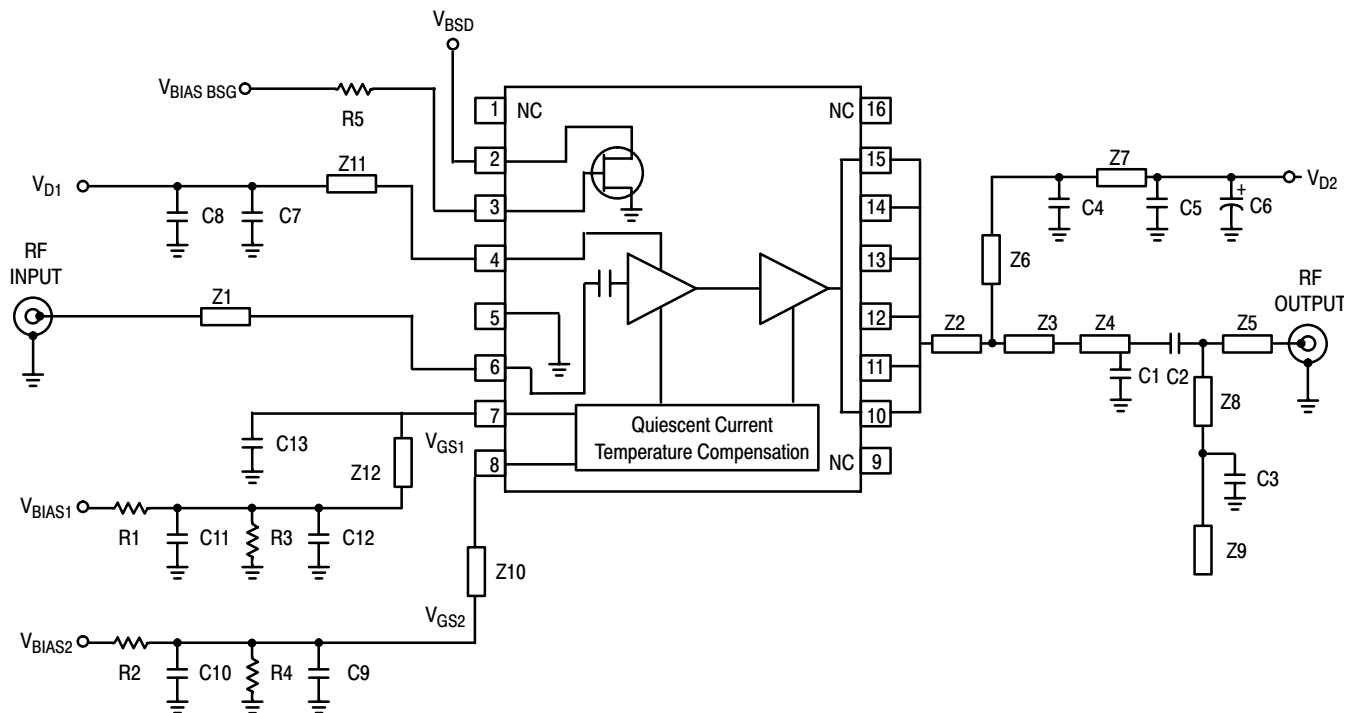 VBSD
VBIAS BSG
R5
1
NC
NC
16
2
15
Z11
Z7
VD1
VD2
3
14
C8
C7
C4
C5
+
C6
RF
INPUT
4
13
Z6
RF
OUTPUT
Z1
5
12
Z2
Z3
Z4
Z5
6
11
C1
C2
Z8
7
10
Quiescent Current
Temperature Compensation
C13
VGS1
Z12
8
NC
9
C3
VBIAS1
R1
C11
R3
C12
Z9
Z10
VGS2
VBIAS2
R2
C10
R4
C9